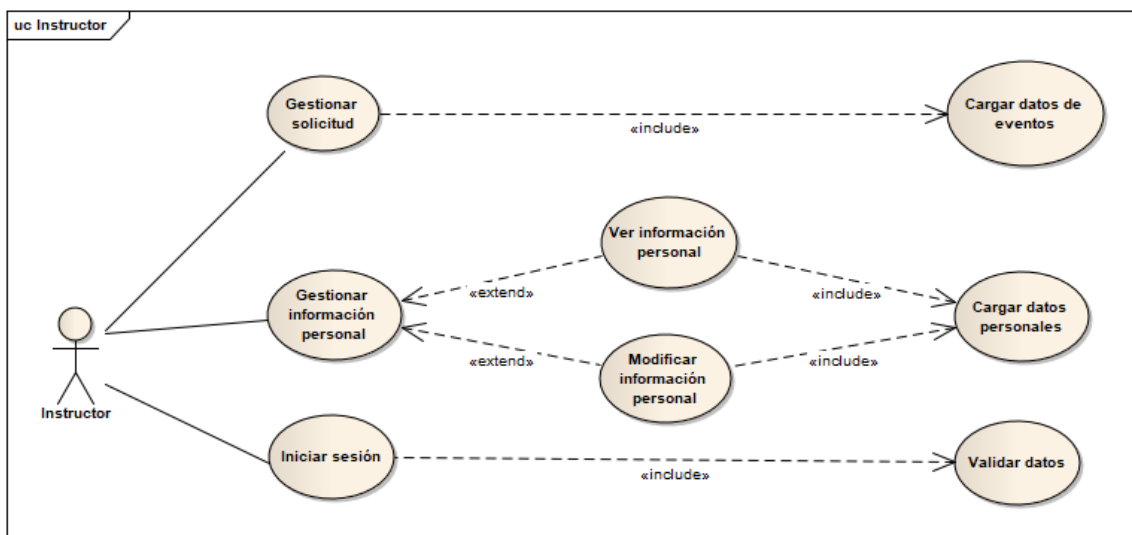 uc Instructor
Gestionar
solicitud
«include»
Cargar datos de
eventos
Ver información
personal
«extend»
«include»
Gestionar
información
personal
Cargar datos
personales
«extend»
«include»
Modificar
información
personal
Instructor
Iniciar sesión
«include»
Validar datos